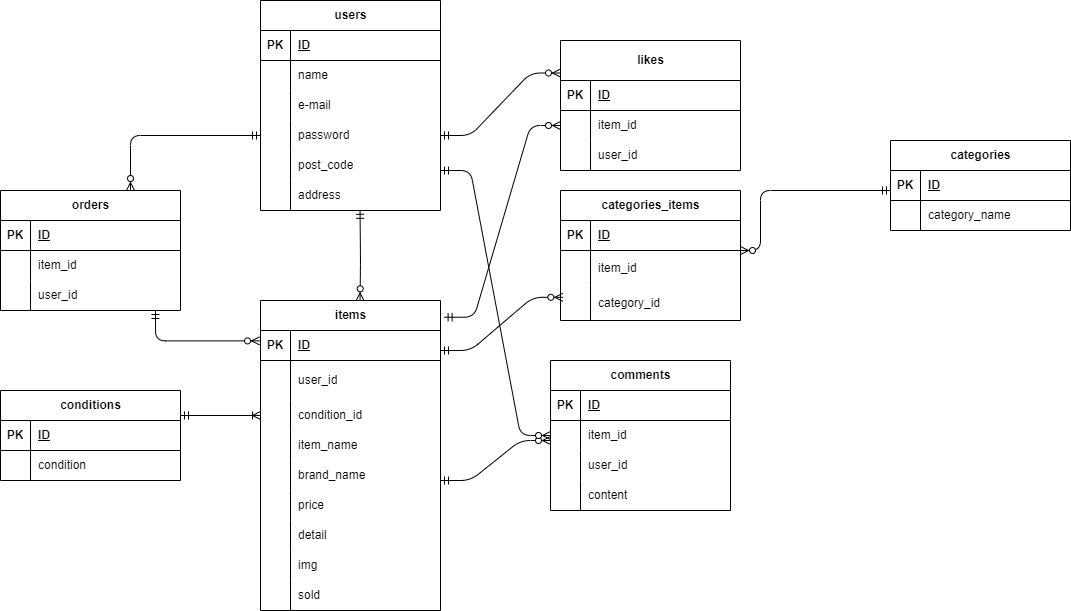 users
PK ID
name
e-mail
password
post_code
address
likes
PK ID
item_id
user_id
categories
PK ID
category_name
orders
PK ID
item_id
user_id
categories_items
PK ID
item_id
category_id
items
PK ID
user_id
condition_id
item_name
brand_name
price
detail
img
sold
conditions
PK ID
condition
comments
PK ID
item_id
user_id
content